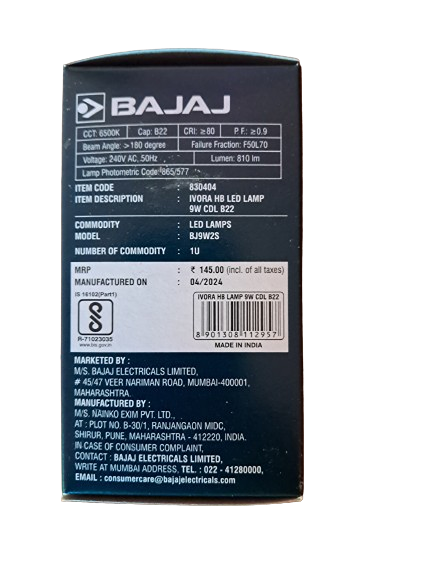 BAJAJ
CCT: 6500K Cap: B22 CRI: ≥80 P.F.: ≥0.9
Beam Angle: >180 degree Failure Fraction: F50L70
Voltage: 240V AC, 50Hz Lumen: 810 lm
Lamp Photometric Code: 865/577
ITEM CODE : 830404
ITEM DESCRIPTION : IVORA HB LED LAMP
9W CDL B22
COMMODITY : LED LAMPS
MODEL : BJ9W2S
NUMBER OF COMMODITY : 1U
MRP : ₹ 145.00 (incl. of all taxes)
MANUFACTURED ON : 04/2024
IS 16102(Part1)
R-71023035
www.bis.gov.in
IVORA HB LAMP 9W CDL B22
8 901308 112957
MADE IN INDIA
MARKETED BY :
M/S. BAJAJ ELECTRICALS LIMITED,
# 45/47 VEER NARIMAN ROAD, MUMBAI-400001,
MAHARASHTRA.
MANUFACTURED BY :
M/S. NAINKO EXIM PVT. LTD.,
AT : PLOT NO. B-30/1, RANJANGAON MIDC,
SHIRUR, PUNE, MAHARASHTRA - 412220, INDIA.
IN CASE OF CONSUMER COMPLAINT,
CONTACT : BAJAJ ELECTRICALS LIMITED,
WRITE AT MUMBAI ADDRESS, TEL. : 022 - 41280000,
EMAIL : consumercare@bajajelectricals.com